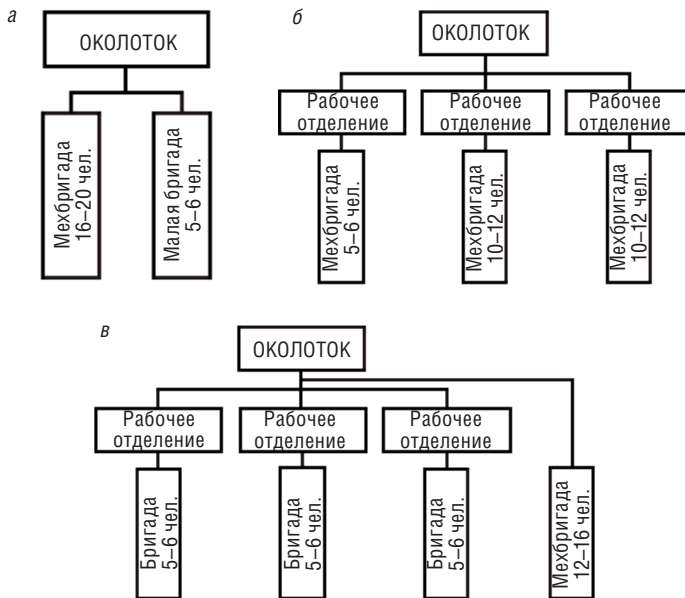 а
ОКОЛОТОК
Мехбригада
16–20 чел.
Малая бригада
5–6 чел.
б
ОКОЛОТОК
Рабочее
отделение
Рабочее
отделение
Рабочее
отделение
Мехбригада
5–6 чел.
Мехбригада
10–12 чел.
Мехбригада
10–12 чел.
в
ОКОЛОТОК
Рабочее
отделение
Рабочее
отделение
Рабочее
отделение
Бригада
5–6 чел.
Бригада
5–6 чел.
Бригада
5–6 чел.
Мехбригада
12–16 чел.